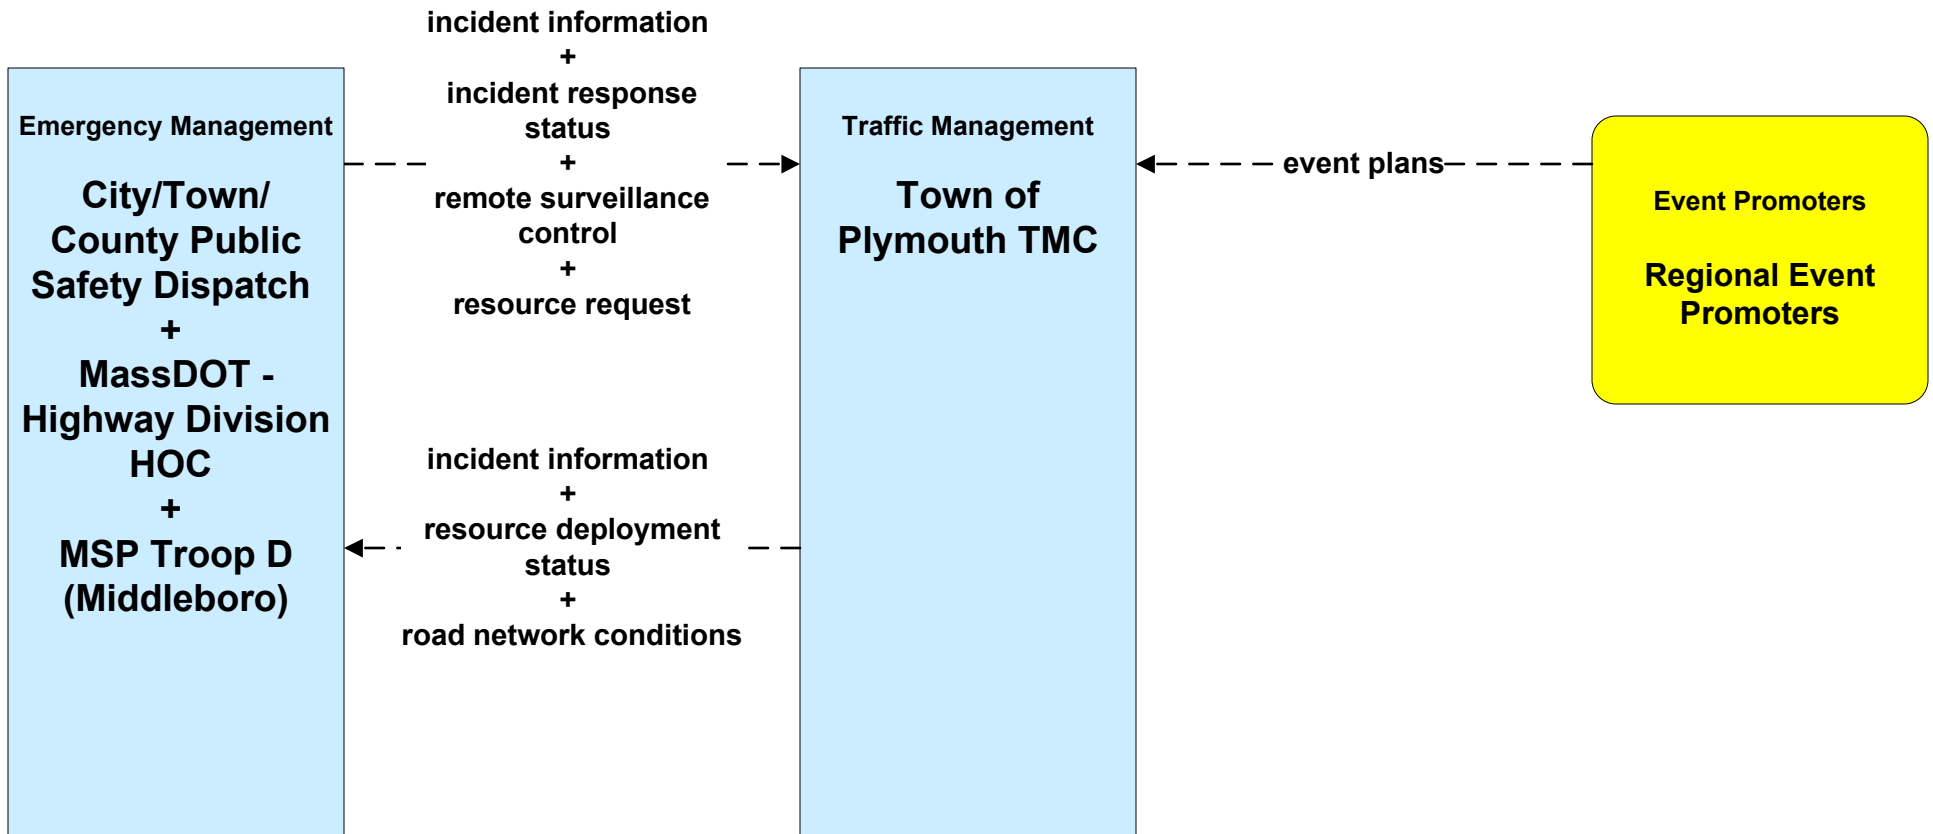 Emergency Management
City/Town/
County Public
Safety Dispatch
+
MassDOT -
Highway Division
HOC
+
MSP Troop D
(Middleboro)
incident information
+
incident response
status
+
remote surveillance
control
+
resource request
incident information
+
resource deployment
status
+
road network conditions
Traffic Management
Town of
Plymouth TMC
event plans
Event Promoters
Regional Event
Promoters